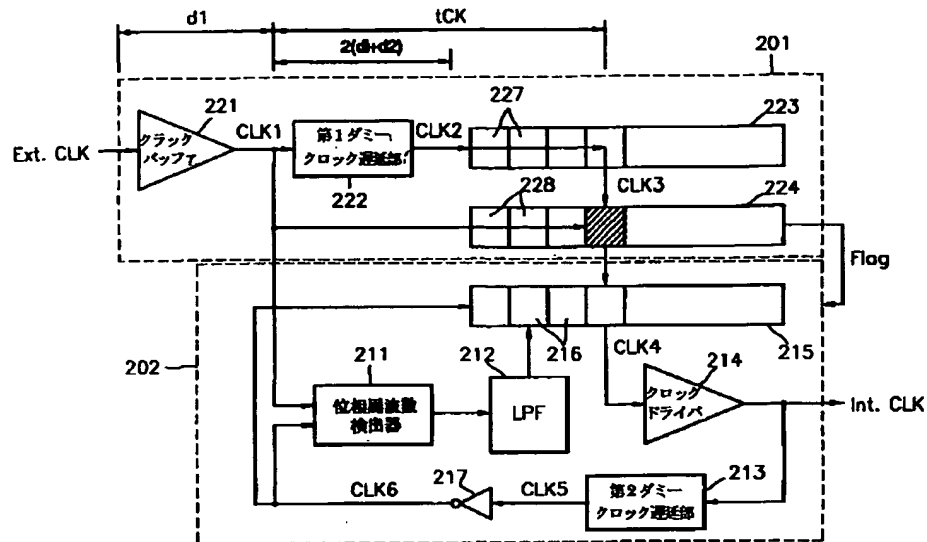 d1
tCK
2(d1+d2)
201
221
クラック
バッファ
Ext. CLK
CLK1
第1ダミー
クロック遅延部
222
CLK2
227
223
CLK3
228
224
Flag
202
216
215
211
212
CLK4
214
位相周波数
検出器
LPF
クロック
ドライバ
Int. CLK
217
CLK6
CLK5
第2ダミー
クロック遅延部
213